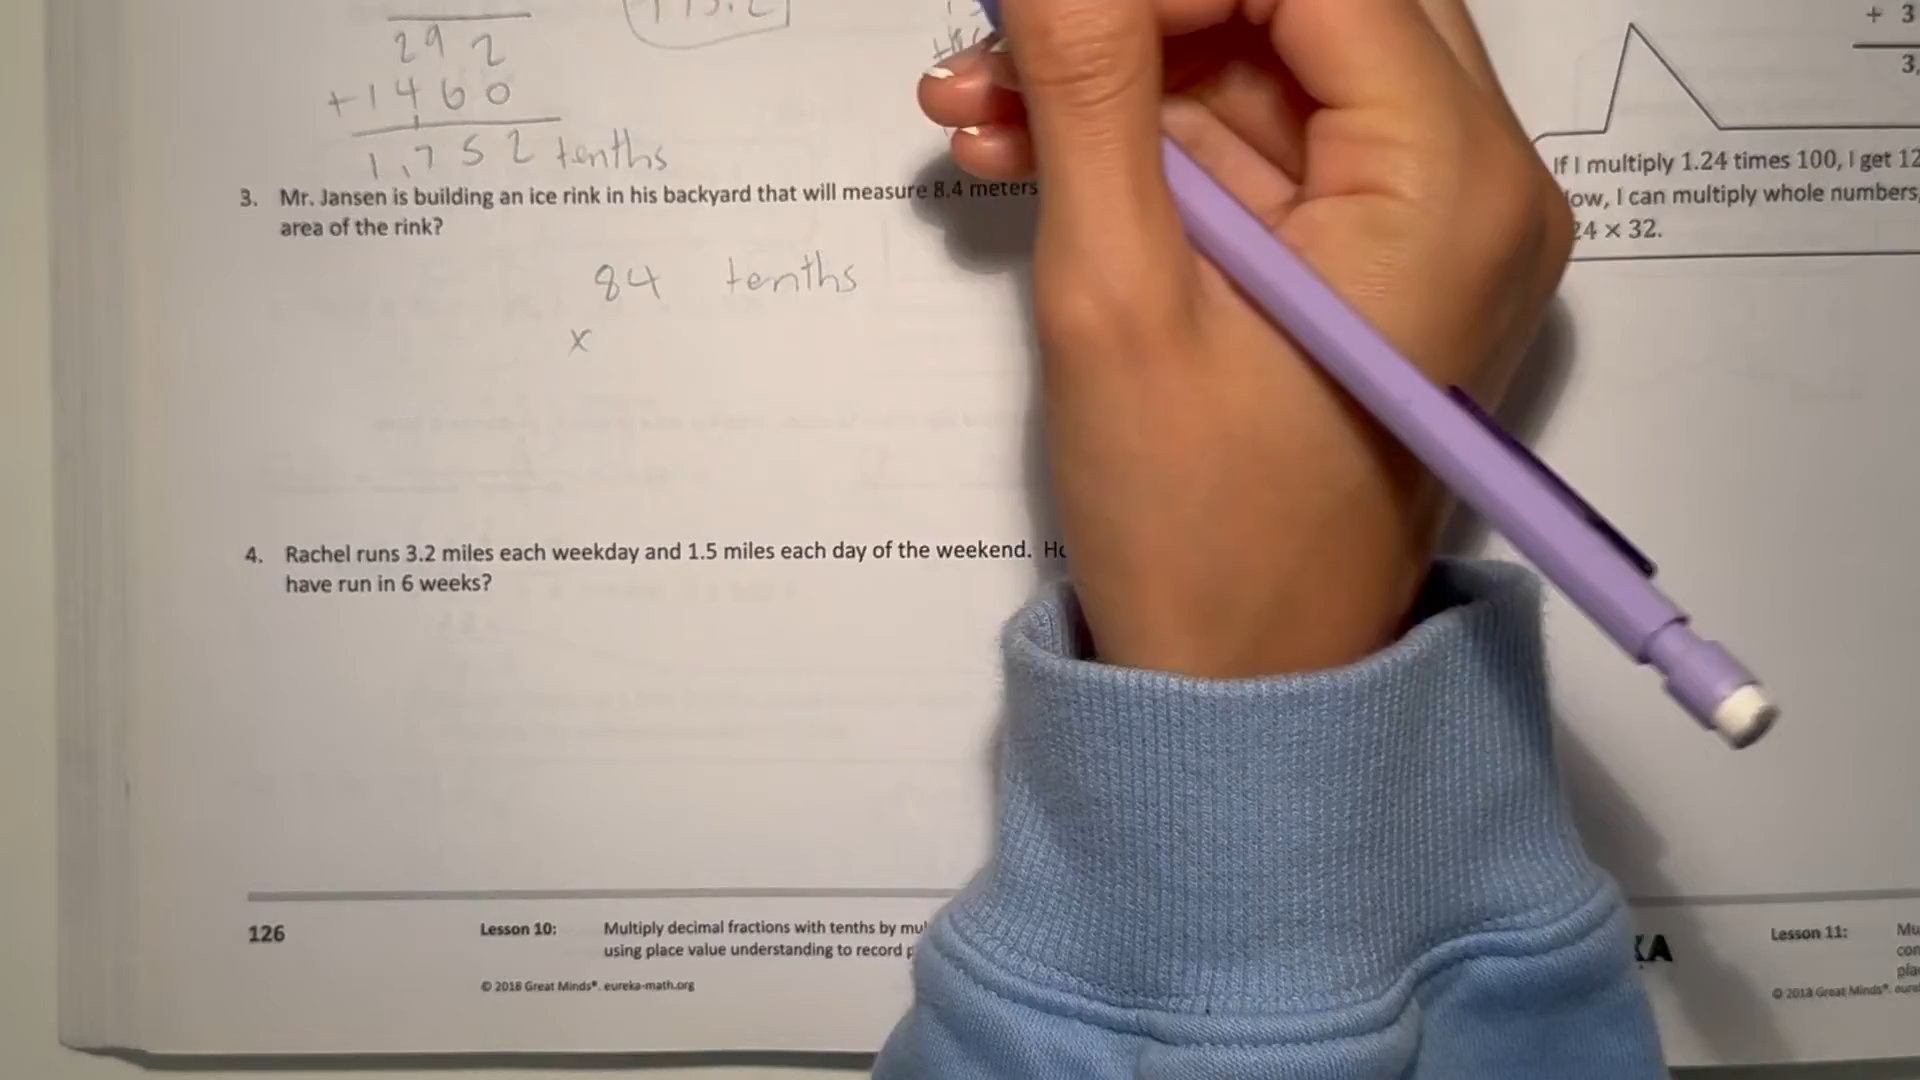 292
+1460
1,752 tenths
3. Mr. Jansen is building an ice rink in his backyard that will measure 8.4 meters
area of the rink?
84 tenths
x
4. Rachel runs 3.2 miles each weekday and 1.5 miles each day of the weekend.
have run in 6 weeks?
126
Lesson 10: Multiply decimal fractions with tenths by
using place value understanding to record
© 2018 Great Minds®. eureka-math.org
+ 3
3,
If I multiply 1.24 times 100, I get 12
I can multiply whole numbers,
24 × 32.
Lesson 11:
© 2018 Great Minds®.